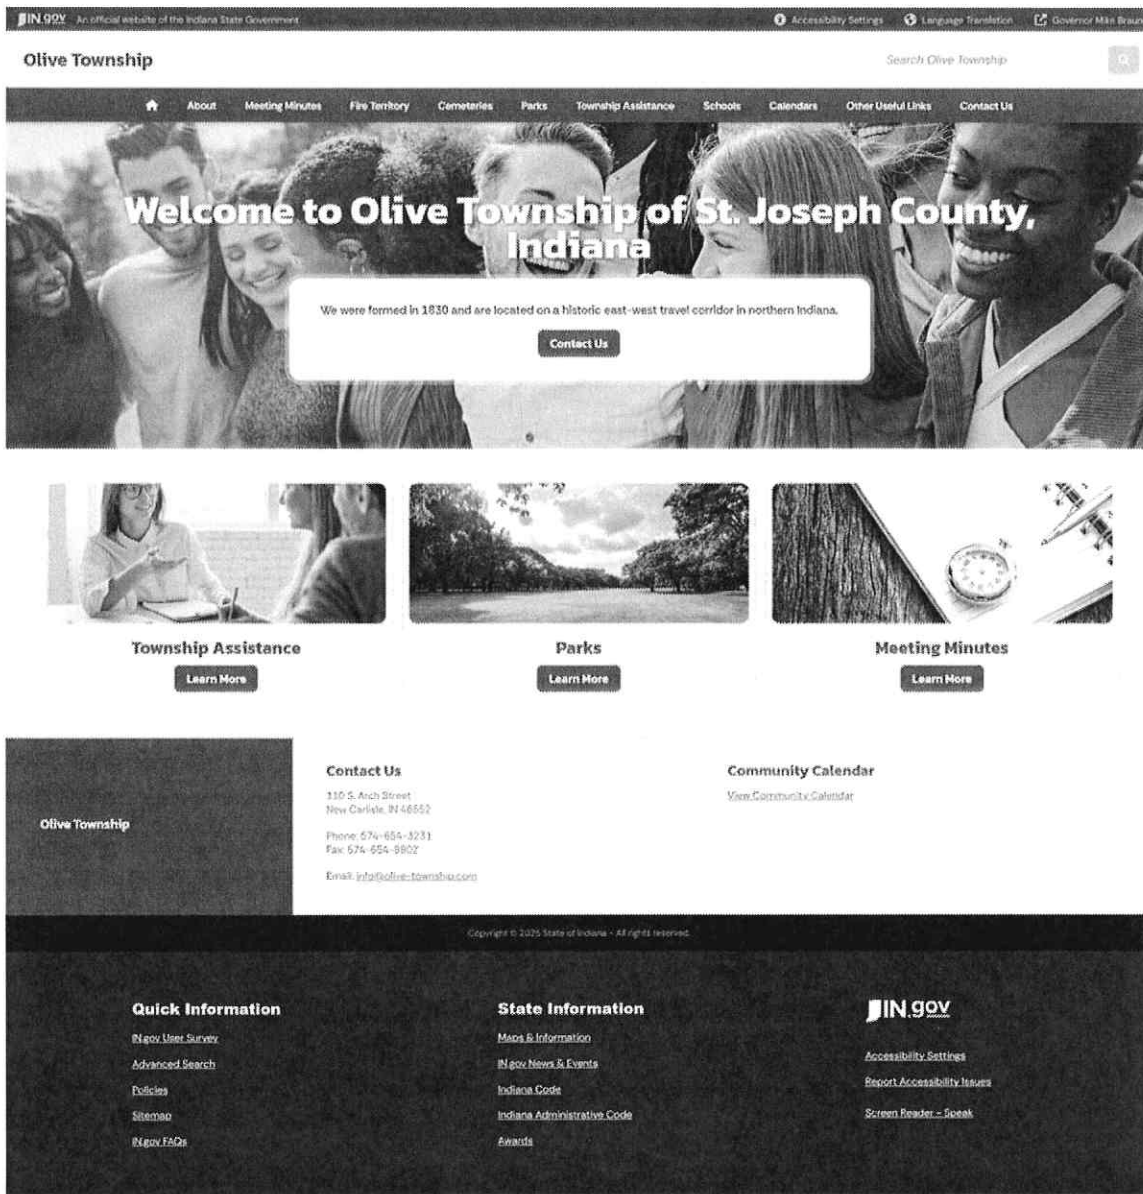 IN.gov An official website of the Indiana State Government Accessibility Settings Language Translation Governor Mike Braun
Olive Township Search Olive Township
About Meeting Minutes Fire Territory Cemeteries Parks Township Assistance Schools Calendars Other Useful Links Contact Us
Welcome to Olive Township of St. Joseph County,
Indiana
We were formed in 1830 and are located on a historic east-west travel corridor in northern Indiana.
Contact Us
Township Assistance Parks Meeting Minutes
Learn More Learn More Learn More
Olive Township
Contact Us
110 S. Arch Street
New Carlisle, IN 46552
Phone: 574-654-3231
Fax: 574-654-8802
Email: info@olive-township.com
Community Calendar
View Community Calendar
Copyright © 2025 State of Indiana - All rights reserved.
Quick Information
IN.gov User Survey
Advanced Search
Policies
Sitemap
IN.gov FAQs
State Information
Maps & Information
IN.gov News & Events
Indiana Code
Indiana Administrative Code
Awards
IN.gov
Accessibility Settings
Report Accessibility Issues
Screen Reader - Speak